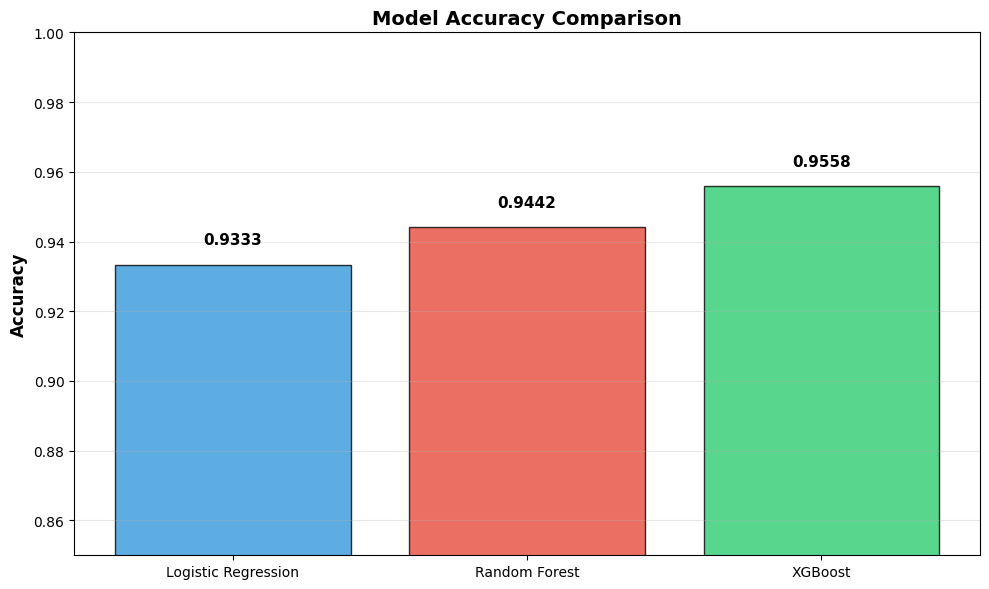 Model Accuracy Comparison
1.00
0.98
0.96
0.94
0.92
0.90
0.88
0.86
Accuracy
0.9333
0.9442
0.9558
Logistic Regression
Random Forest
XGBoost